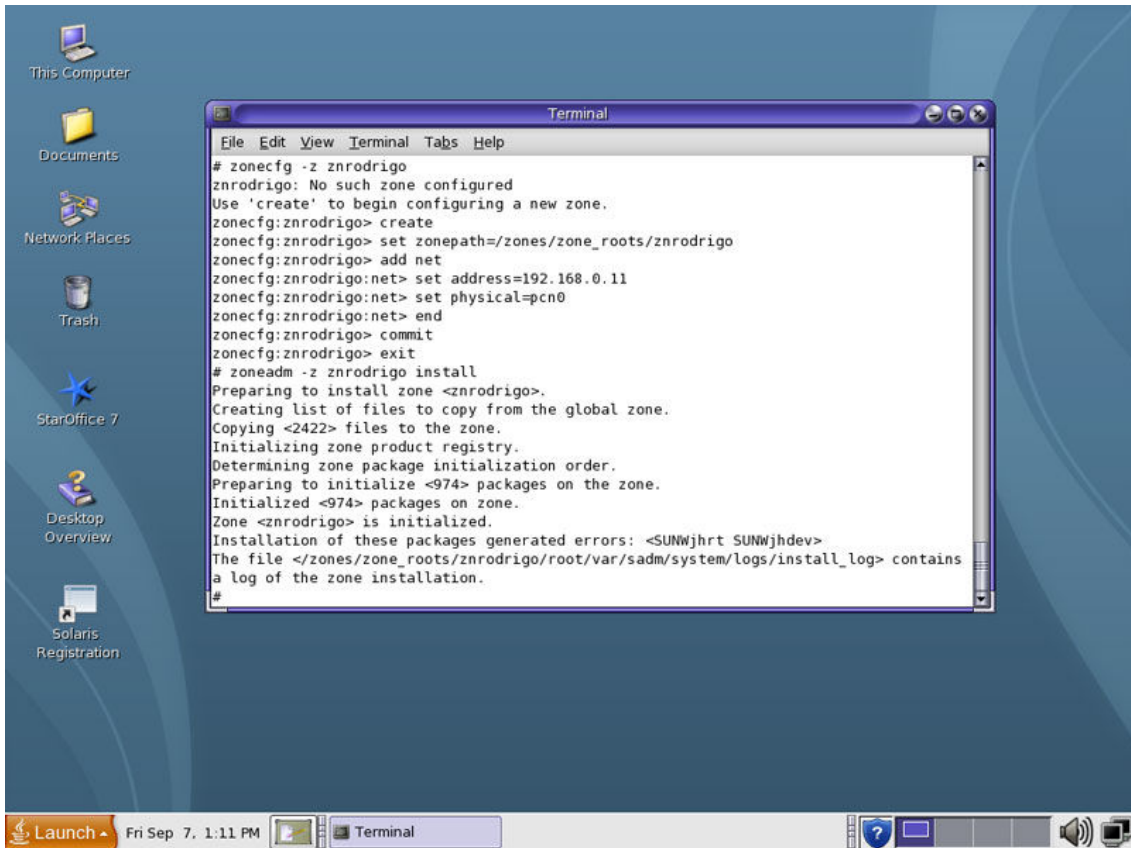 This Computer
Documents
Network Places
Trash
StarOffice 7
Desktop
Overview
Solaris
Registration
Terminal
File Edit View Terminal Tabs Help
# zonecfg -z znrodrigo
znrodrigo: No such zone configured
Use 'create' to begin configuring a new zone.
zonecfg:znrodrigo> create
zonecfg:znrodrigo> set zonepath=/zones/zone_roots/znrodrigo
zonecfg:znrodrigo> add net
zonecfg:znrodrigo:net> set address=192.168.0.11
zonecfg:znrodrigo:net> set physical=pcn0
zonecfg:znrodrigo:net> end
zonecfg:znrodrigo> commit
zonecfg:znrodrigo> exit
# zoneadm -z znrodrigo install
Preparing to install zone <znrodrigo>.
Creating list of files to copy from the global zone.
Copying <2422> files to the zone.
Initializing zone product registry.
Determining zone package initialization order.
Preparing to initialize <974> packages on the zone.
Initialized <974> packages on zone.
Zone <znrodrigo> is initialized.
Installation of these packages generated errors: <SUNWjhrt SUNWjhdev>
The file </zones/zone_roots/znrodrigo/root/var/sadm/system/logs/install_log> contains
a log of the zone installation.
#
Launch Fri Sep 7, 1:11 PM Terminal